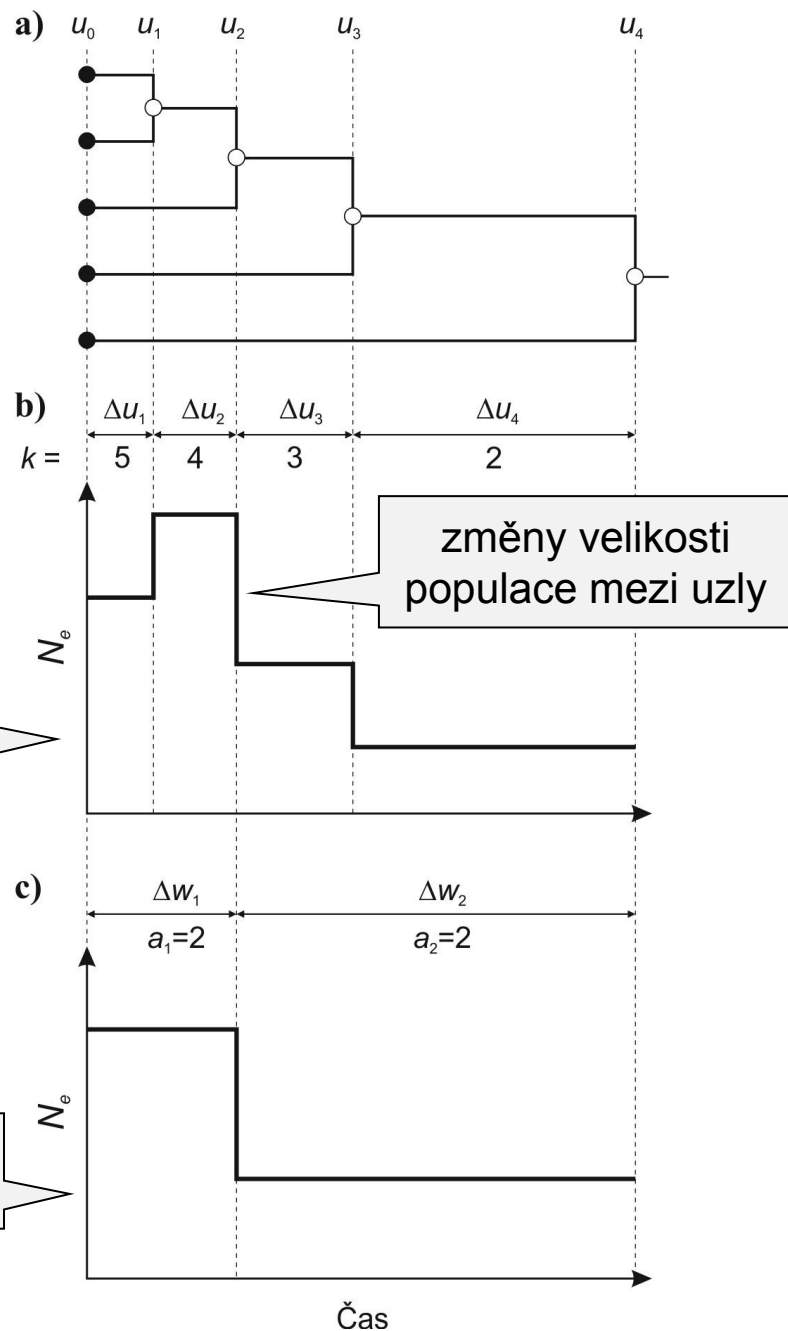 a) u₀ u₁ u₂ u₃ u₄
b) Δu₁ Δu₂ Δu₃ Δu₄
k = 5 4 3 2
změny velikosti
populace mezi uzly
Nₑ
c) Δw₁ Δw₂
a₁=2 a₂=2
Nₑ
Čas